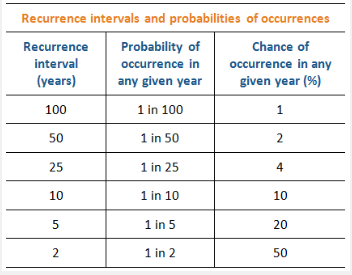 Recurrence intervals and probabilities of occurrences
Recurrence interval (years) Probability of occurrence in any given year Chance of occurrence in any given year (%)
100 1 in 100 1
50 1 in 50 2
25 1 in 25 4
10 1 in 10 10
5 1 in 5 20
2 1 in 2 50